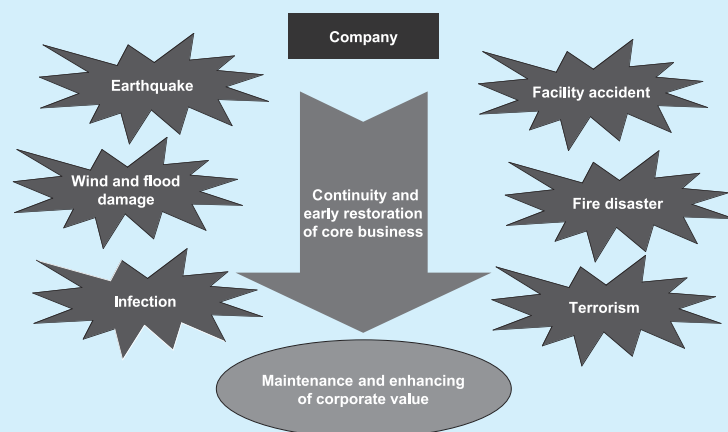 Company
Earthquake
Facility accident
Wind and flood
damage
Continuity and
early restoration
of core business
Fire disaster
Infection
Terrorism
Maintenance and enhancing
of corporate value